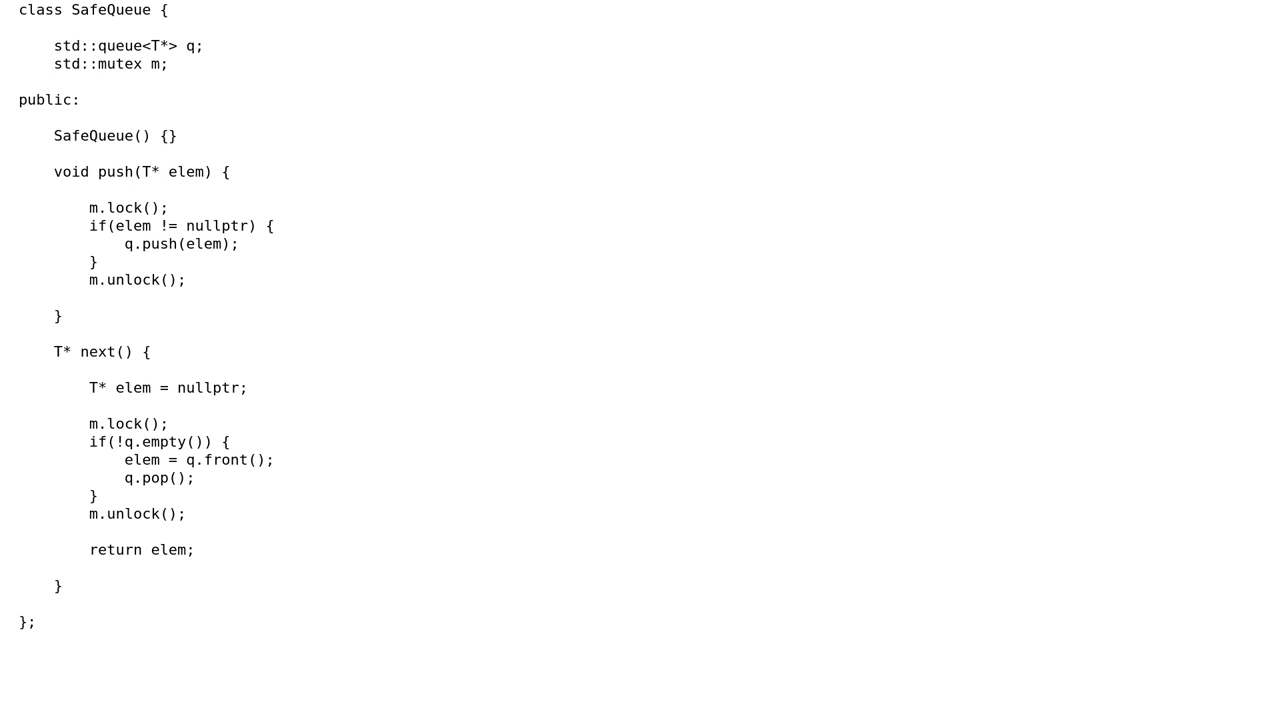 class SafeQueue {
    std::queue<T*> q;
    std::mutex m;
public:
    SafeQueue() {}
    void push(T* elem) {
        m.lock();
        if(elem != nullptr) {
            q.push(elem);
        }
        m.unlock();
    }
    T* next() {
        T* elem = nullptr;
        m.lock();
        if(!q.empty()) {
            elem = q.front();
            q.pop();
        }
        m.unlock();
        return elem;
    }
};